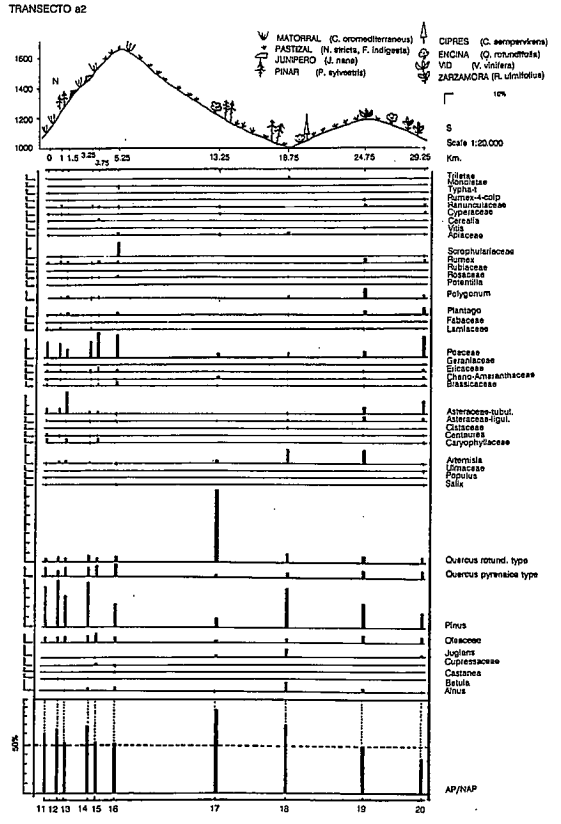 TRANSECTO a2
MATORRAL (C. oromediterraneus)
PASTIZAL (N. stricta, F. indigesta)
JUNIPERO (J. nana)
PINAR (P. sylvestris)
CIPRES (C. sempervirens)
ENCINA (Q. rotundifolia)
VID (V. vinifera)
ZARZAMORA (R. ulmifolius)
10%
1600
1400
1200
1000
N
S
Scale 1:20.000
0 1 1.5 3.25 3.75 5.25 13.25 18.75 24.75 29.25 Km.
Triletae
Monoletae
Typha-t
Rumex-4-colp
Ranunculaceae
Cyperaceae
Cerealia
Vitis
Apiaceae
Scrophulariaceae
Rumex
Rubiaceae
Rosaceae
Potentilla
Polygonum
Plantago
Fabaceae
Lamiaceae
Poaceae
Geraniaceae
Ericaceae
Cheno-Amaranthaceae
Brassicaceae
Asteraceae-tubul.
Asteraceae-ligul.
Cistaceae
Centaurea
Caryophyllaceae
Artemisia
Ulmaceae
Populus
Salix
Quercus rotund. type
Quercus pyrenaica type
Pinus
Oleaceae
Juglans
Cupressaceae
Castanea
Betula
Alnus
50%
AP/NAP
11 12 13 14 15 16 17 18 19 20